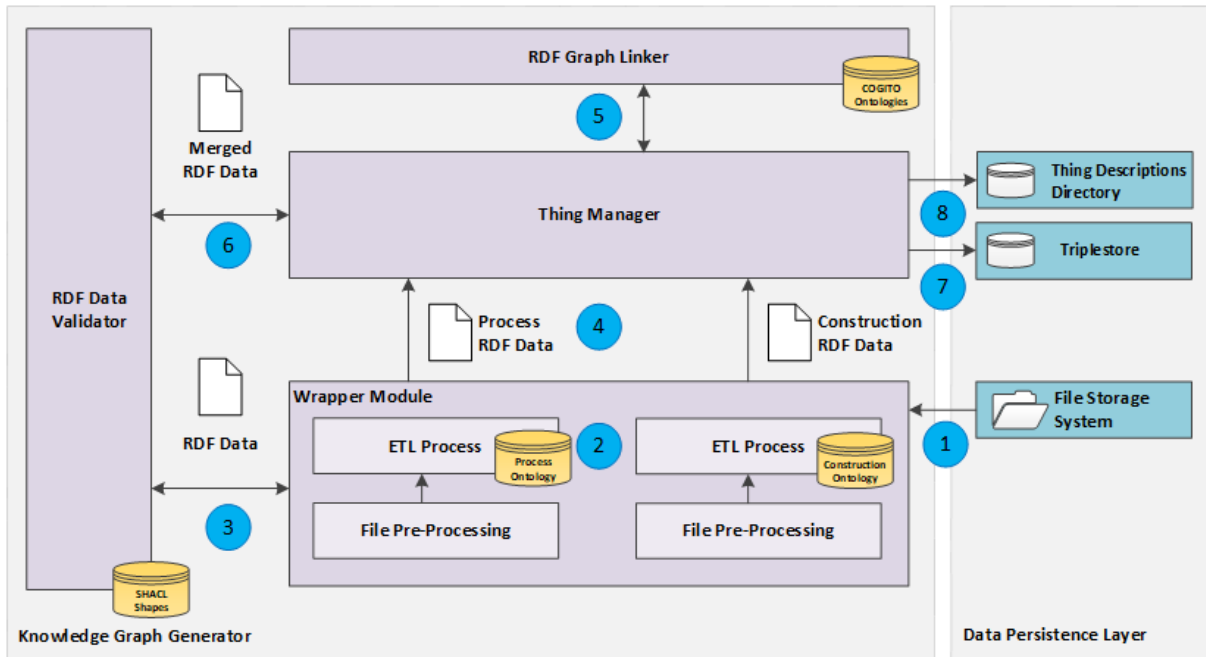 RDF Graph Linker
COGITO
Ontologies
5
Merged
RDF Data
Thing Manager
6
Thing Descriptions
Directory
8
Triplestore
7
RDF Data
Validator
Process
RDF Data
4
Construction
RDF Data
RDF Data
Wrapper Module
File Storage
System
1
ETL Process
Process
Ontology
2
ETL Process
Construction
Ontology
3
File Pre-Processing
File Pre-Processing
SHACL
Shapes
Knowledge Graph Generator
Data Persistence Layer